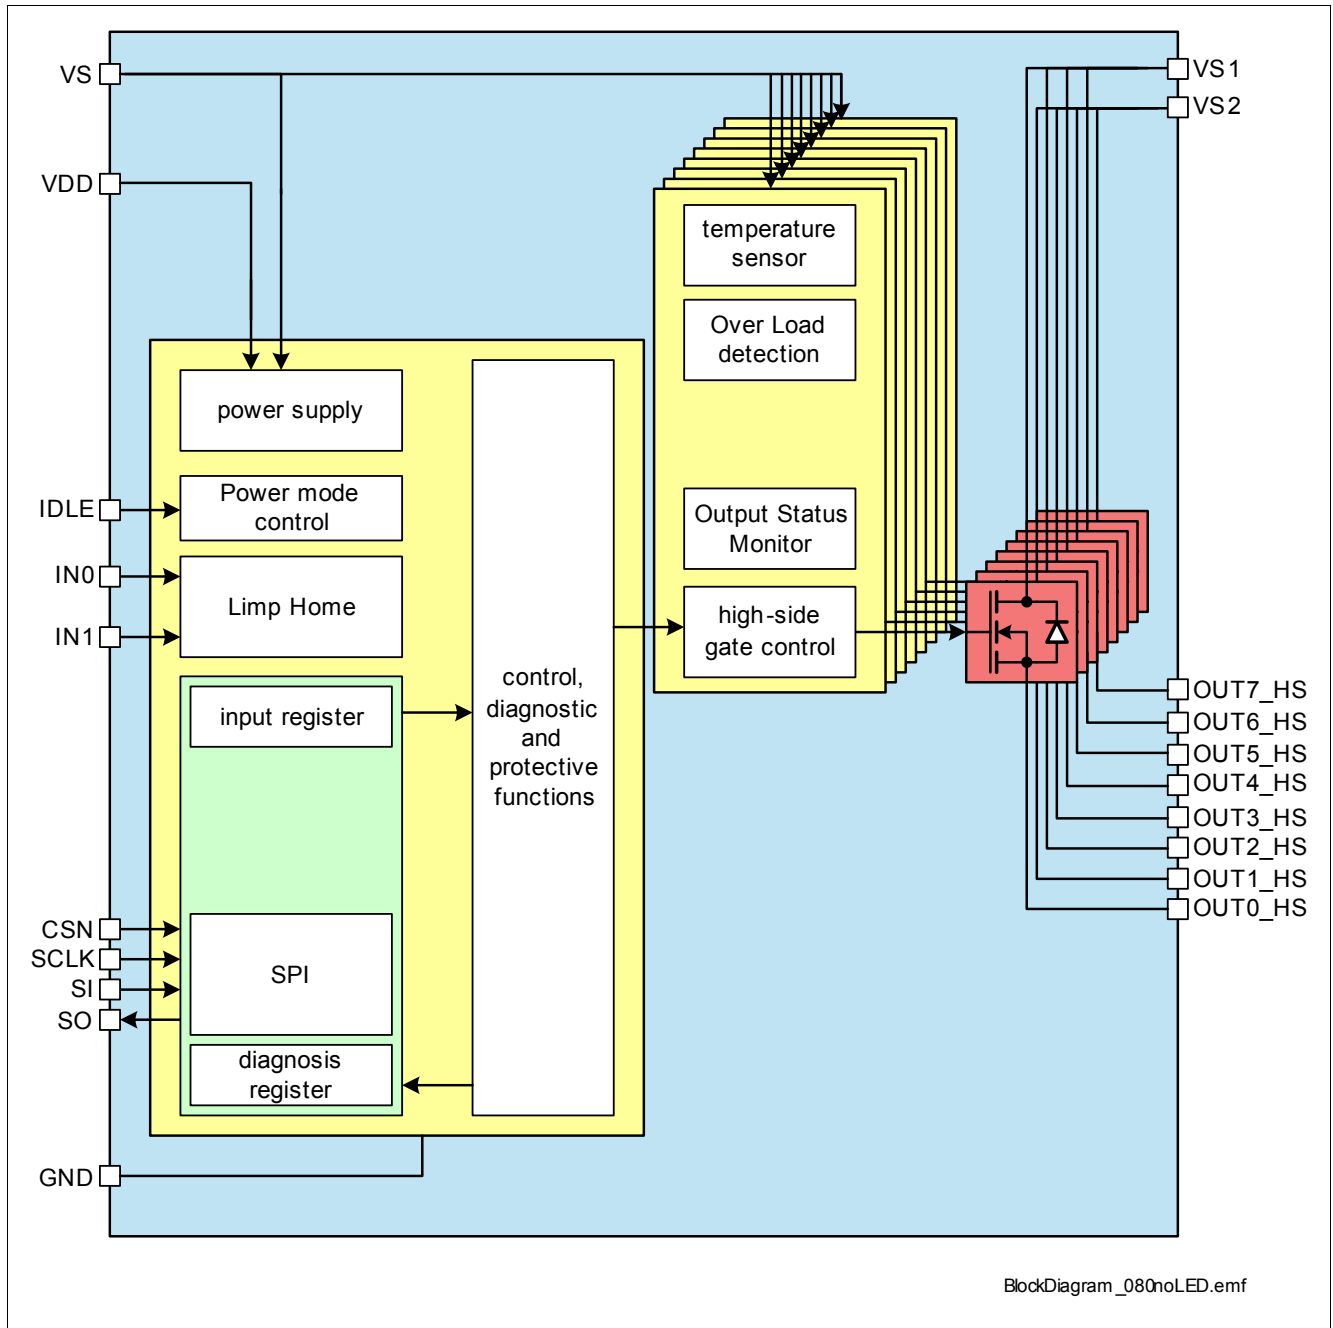 VS
VS1
VS2
VDD
temperature
sensor
Over Load
detection
power supply
Power mode
control
IDLE
Output Status
Monitor
IN0
Limp Home
IN1
high-side
gate control
control,
diagnostic
and
protective
functions
input register
OUT7_HS
OUT6_HS
OUT5_HS
OUT4_HS
OUT3_HS
OUT2_HS
OUT1_HS
OUT0_HS
CSN
SCLK
SI
SO
SPI
diagnosis
register
GND
BlockDiagram_080noLED.emf